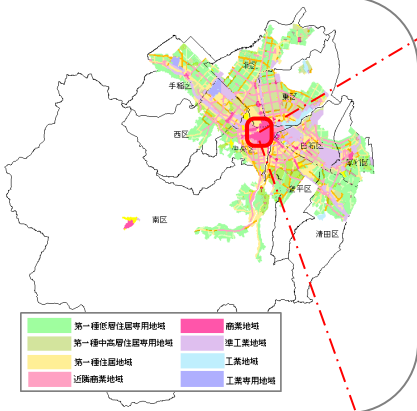 北区
手稲区
東区
西区
白石区
中央
厚別区
豊平区
南区
清田区
第一種低層住居専用地域
商業地域
第一種中高層住居専用地域
準工業地域
第一種住居地域
工業地域
近隣商業地域
工業専用地域